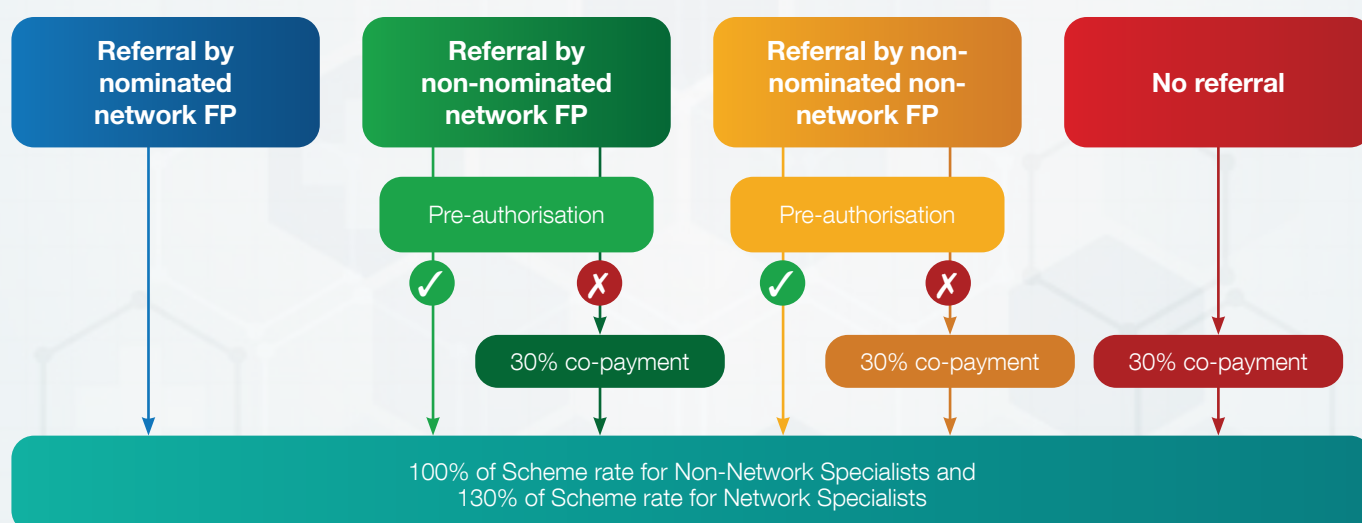 Referral by
nominated
network FP
Referral by
non-nominated
network FP
Referral by non-
nominated non-
network FP
No referral
Pre-authorisation
Pre-authorisation
✓
✗
✓
✗
30% co-payment
30% co-payment
30% co-payment
100% of Scheme rate for Non-Network Specialists and
130% of Scheme rate for Network Specialists